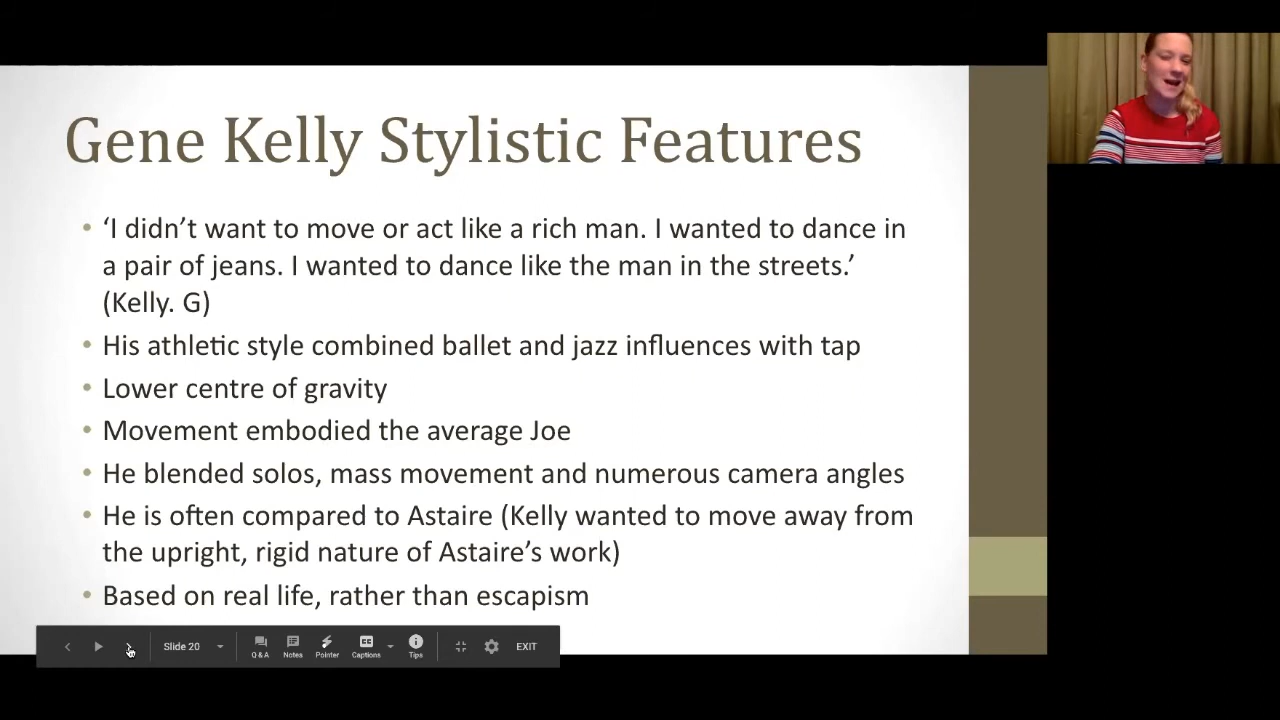 Gene Kelly Stylistic Features
• ‘I didn’t want to move or act like a rich man. I wanted to dance in
a pair of jeans. I wanted to dance like the man in the streets.’
(Kelly. G)
• His athletic style combined ballet and jazz influences with tap
• Lower centre of gravity
• Movement embodied the average Joe
• He blended solos, mass movement and numerous camera angles
• He is often compared to Astaire (Kelly wanted to move away from
the upright, rigid nature of Astaire’s work)
• Based on real life, rather than escapism
Slide 20 Q & A Notes Pointer Captions Tips EXIT